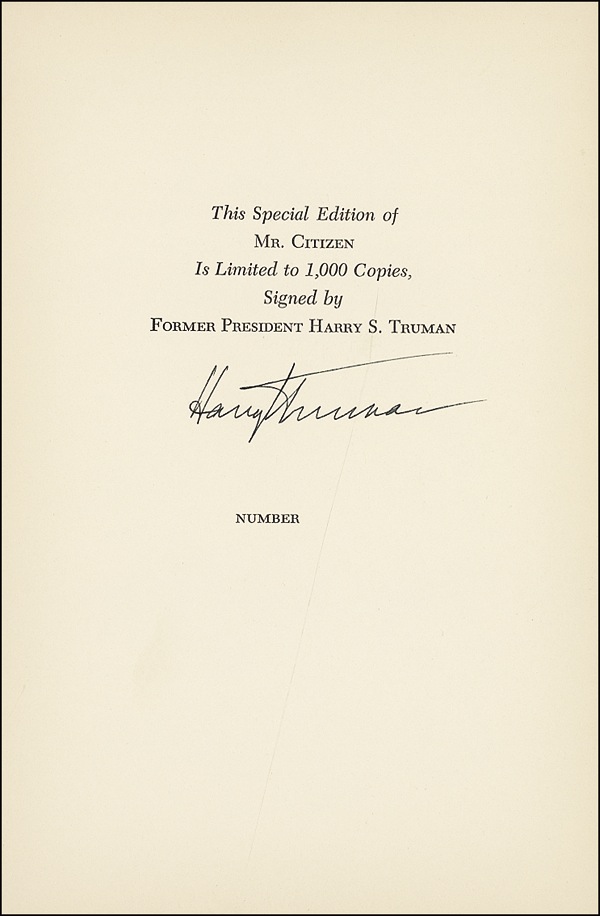 This Special Edition of
Mr. Citizen
Is Limited to 1,000 Copies,
Signed by
Former President Harry S. Truman
Harry Truman
NUMBER